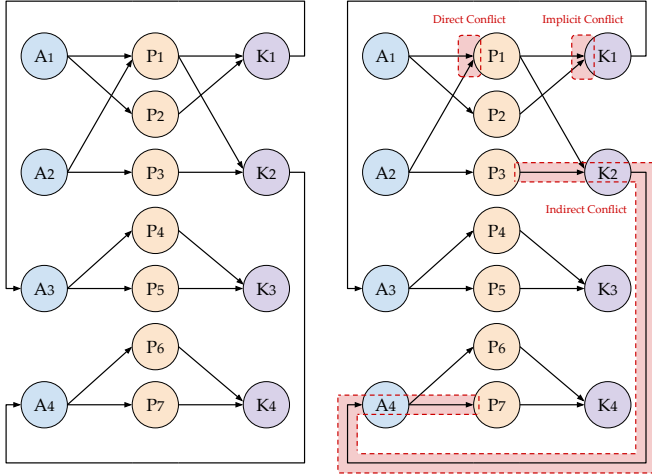 A1 P1 K1
P2
A2 P3 K2
P4
A3 P5 K3
P6
A4 P7 K4
Direct Conflict Implicit Conflict
A1 P1 K1
P2
A2 P3 K2
Indirect Conflict
P4
A3 P5 K3
P6
A4 P7 K4